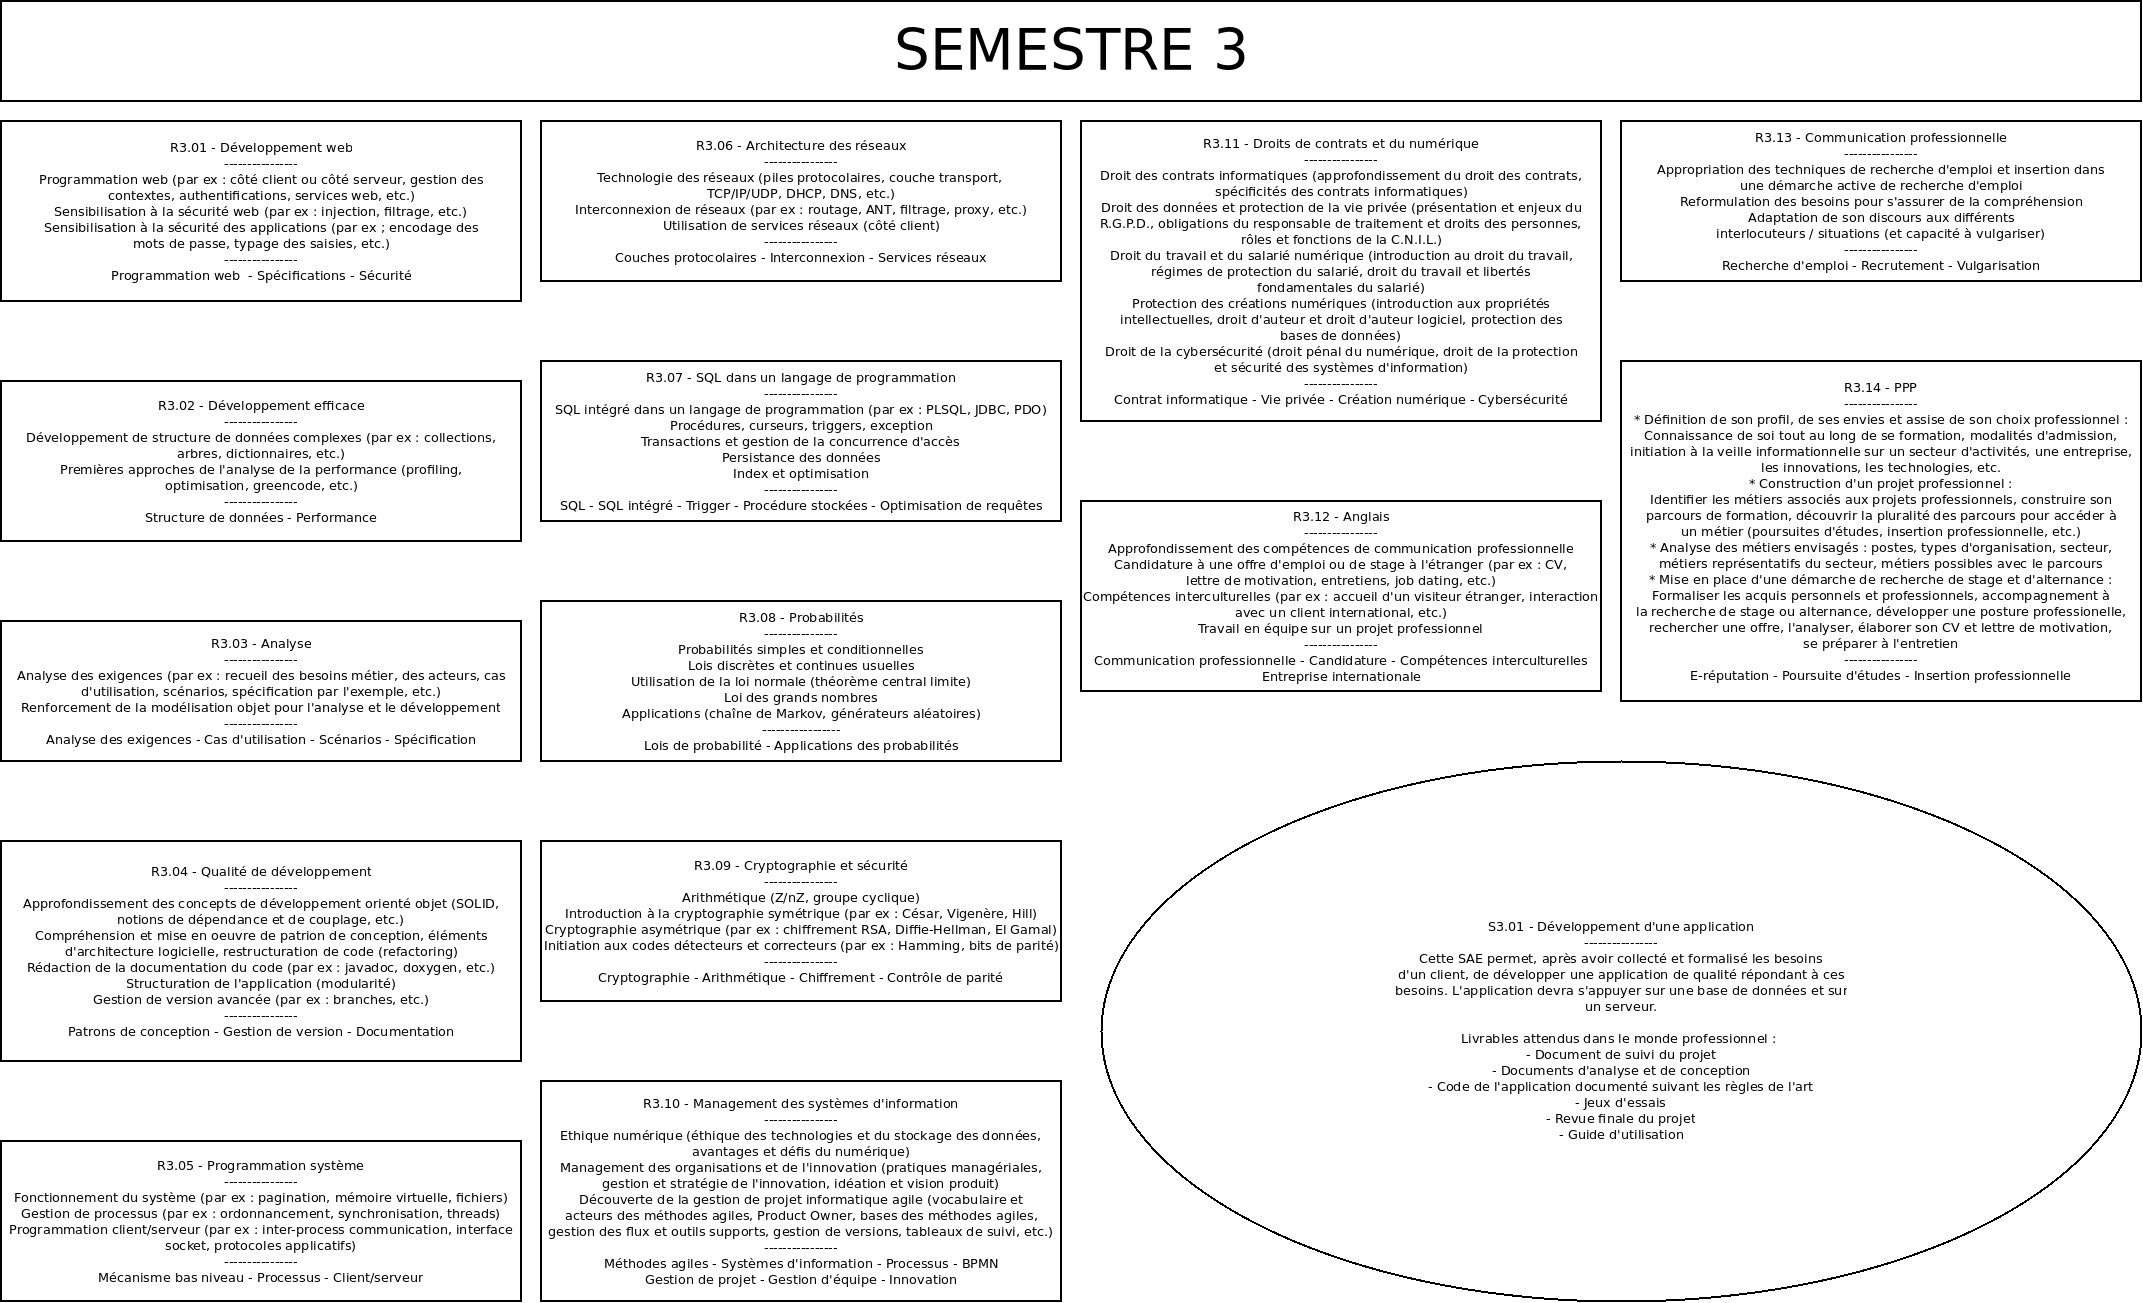 SEMESTRE 3
R3.01 - Développement web
----------------
Programmation web (par ex : côté client ou côté serveur, gestion des
contextes, authentifications, services web, etc.)
Sensibilisation à la sécurité web (par ex : injection, filtrage, etc.)
Sensibilisation à la sécurité des applications (par ex ; encodage des
mots de passe, typage des saisies, etc.)
----------------
Programmation web  - Spécifications - Sécurité
R3.02 - Développement efficace
----------------
Développement de structure de données complexes (par ex : collections,
arbres, dictionnaires, etc.)
Premières approches de l'analyse de la performance (profiling,
optimisation, greencode, etc.)
----------------
Structure de données - Performance
R3.03 - Analyse
----------------
Analyse des exigences (par ex : recueil des besoins métier, des acteurs, cas
d'utilisation, scénarios, spécification par l'exemple, etc.)
Renforcement de la modélisation objet pour l'analyse et le développement
----------------
Analyse des exigences - Cas d'utilisation - Scénarios - Spécification
R3.04 - Qualité de développement
----------------
Approfondissement des concepts de développement orienté objet (SOLID,
notions de dépendance et de couplage, etc.)
Compréhension et mise en oeuvre de patrion de conception, éléments
d'architecture logicielle, restructuration de code (refactoring)
Rédaction de la documentation du code (par ex : javadoc, doxygen, etc.)
Structuration de l'application (modularité)
Gestion de version avancée (par ex : branches, etc.)
----------------
Patrons de conception - Gestion de version - Documentation
R3.05 - Programmation système
----------------
Fonctionnement du système (par ex : pagination, mémoire virtuelle, fichiers)
Gestion de processus (par ex : ordonnancement, synchronisation, threads)
Programmation client/serveur (par ex : inter-process communication, interface
socket, protocoles applicatifs)
----------------
Mécanisme bas niveau - Processus - Client/serveur
R3.06 - Architecture des réseaux
----------------
Technologie des réseaux (piles protocolaires, couche transport,
TCP/IP/UDP, DHCP, DNS, etc.)
Interconnexion de réseaux (par ex : routage, ANT, filtrage, proxy, etc.)
Utilisation de services réseaux (côté client)
----------------
Couches protocolaires - Interconnexion - Services réseaux
R3.07 - SQL dans un langage de programmation
----------------
SQL intégré dans un langage de programmation (par ex : PLSQL, JDBC, PDO)
Procédures, curseurs, triggers, exception
Transactions et gestion de la concurrence d'accès
Persistance des données
Index et optimisation
----------------
SQL - SQL intégré - Trigger - Procédure stockées - Optimisation de requêtes
R3.08 - Probabilités
----------------
Probabilités simples et conditionnelles
Lois discrètes et continues usuelles
Utilisation de la loi normale (théorème central limite)
Loi des grands nombres
Applications (chaîne de Markov, générateurs aléatoires)
-----------------
Lois de probabilité - Applications des probabilités
R3.09 - Cryptographie et sécurité
----------------
Arithmétique (Z/nZ, groupe cyclique)
Introduction à la cryptographie symétrique (par ex : César, Vigenère, Hill)
Cryptographie asymétrique (par ex : chiffrement RSA, Diffie-Hellman, El Gamal)
Initiation aux codes détecteurs et correcteurs (par ex : Hamming, bits de parité)
----------------
Cryptographie - Arithmétique - Chiffrement - Contrôle de parité
R3.10 - Management des systèmes d'information
----------------
Ethique numérique (éthique des technologies et du stockage des données,
avantages et défis du numérique)
Management des organisations et de l'innovation (pratiques managériales,
gestion et stratégie de l'innovation, idéation et vision produit)
Découverte de la gestion de projet informatique agile (vocabulaire et
acteurs des méthodes agiles, Product Owner, bases des méthodes agiles,
gestion des flux et outils supports, gestion de versions, tableaux de suivi, etc.)
----------------
Méthodes agiles - Systèmes d'information - Processus - BPMN
Gestion de projet - Gestion d'équipe - Innovation
R3.11 - Droits de contrats et du numérique
----------------
Droit des contrats informatiques (approfondissement du droit des contrats,
spécificités des contrats informatiques)
Droit des données et protection de la vie privée (présentation et enjeux du
R.G.P.D., obligations du responsable de traitement et droits des personnes,
rôles et fonctions de la C.N.I.L.)
Droit du travail et du salarié numérique (introduction au droit du travail,
régimes de protection du salarié, droit du travail et libertés
fondamentales du salarié)
Protection des créations numériques (introduction aux propriétés
intellectuelles, droit d'auteur et droit d'auteur logiciel, protection des
bases de données)
Droit de la cybersécurité (droit pénal du numérique, droit de la protection
et sécurité des systèmes d'information)
----------------
Contrat informatique - Vie privée - Création numérique - Cybersécurité
R3.12 - Anglais
----------------
Approfondissement des compétences de communication professionnelle
Candidature à une offre d'emploi ou de stage à l'étranger (par ex : CV,
lettre de motivation, entretiens, job dating, etc.)
Compétences interculturelles (par ex : accueil d'un visiteur étranger, interaction
avec un client international, etc.)
Travail en équipe sur un projet professionnel
----------------
Communication professionnelle - Candidature - Compétences interculturelles
Entreprise internationale
R3.13 - Communication professionnelle
----------------
Appropriation des techniques de recherche d'emploi et insertion dans
une démarche active de recherche d'emploi
Reformulation des besoins pour s'assurer de la compréhension
Adaptation de son discours aux différents
interlocuteurs / situations (et capacité à vulgariser)
----------------
Recherche d'emploi - Recrutement - Vulgarisation
R3.14 - PPP
----------------
* Définition de son profil, de ses envies et assise de son choix professionnel :
Connaissance de soi tout au long de se formation, modalités d'admission,
initiation à la veille informationnelle sur un secteur d'activités, une entreprise,
les innovations, les technologies, etc.
* Construction d'un projet professionnel :
Identifier les métiers associés aux projets professionnels, construire son
parcours de formation, découvrir la pluralité des parcours pour accéder à
un métier (poursuites d'études, insertion professionnelle, etc.)
* Analyse des métiers envisagés : postes, types d'organisation, secteur,
métiers représentatifs du secteur, métiers possibles avec le parcours
* Mise en place d'une démarche de recherche de stage et d'alternance :
Formaliser les acquis personnels et professionnels, accompagnement à
la recherche de stage ou alternance, développer une posture professionelle,
rechercher une offre, l'analyser, élaborer son CV et lettre de motivation,
se préparer à l'entretien
----------------
E-réputation - Poursuite d'études - Insertion professionnelle
S3.01 - Développement d'une application
----------------
Cette SAE permet, après avoir collecté et formalisé les besoins
d'un client, de développer une application de qualité répondant à ces
besoins. L'application devra s'appuyer sur une base de données et sur
un serveur.
Livrables attendus dans le monde professionnel :
- Document de suivi du projet
- Documents d'analyse et de conception
- Code de l'application documenté suivant les règles de l'art
- Jeux d'essais
- Revue finale du projet
- Guide d'utilisation